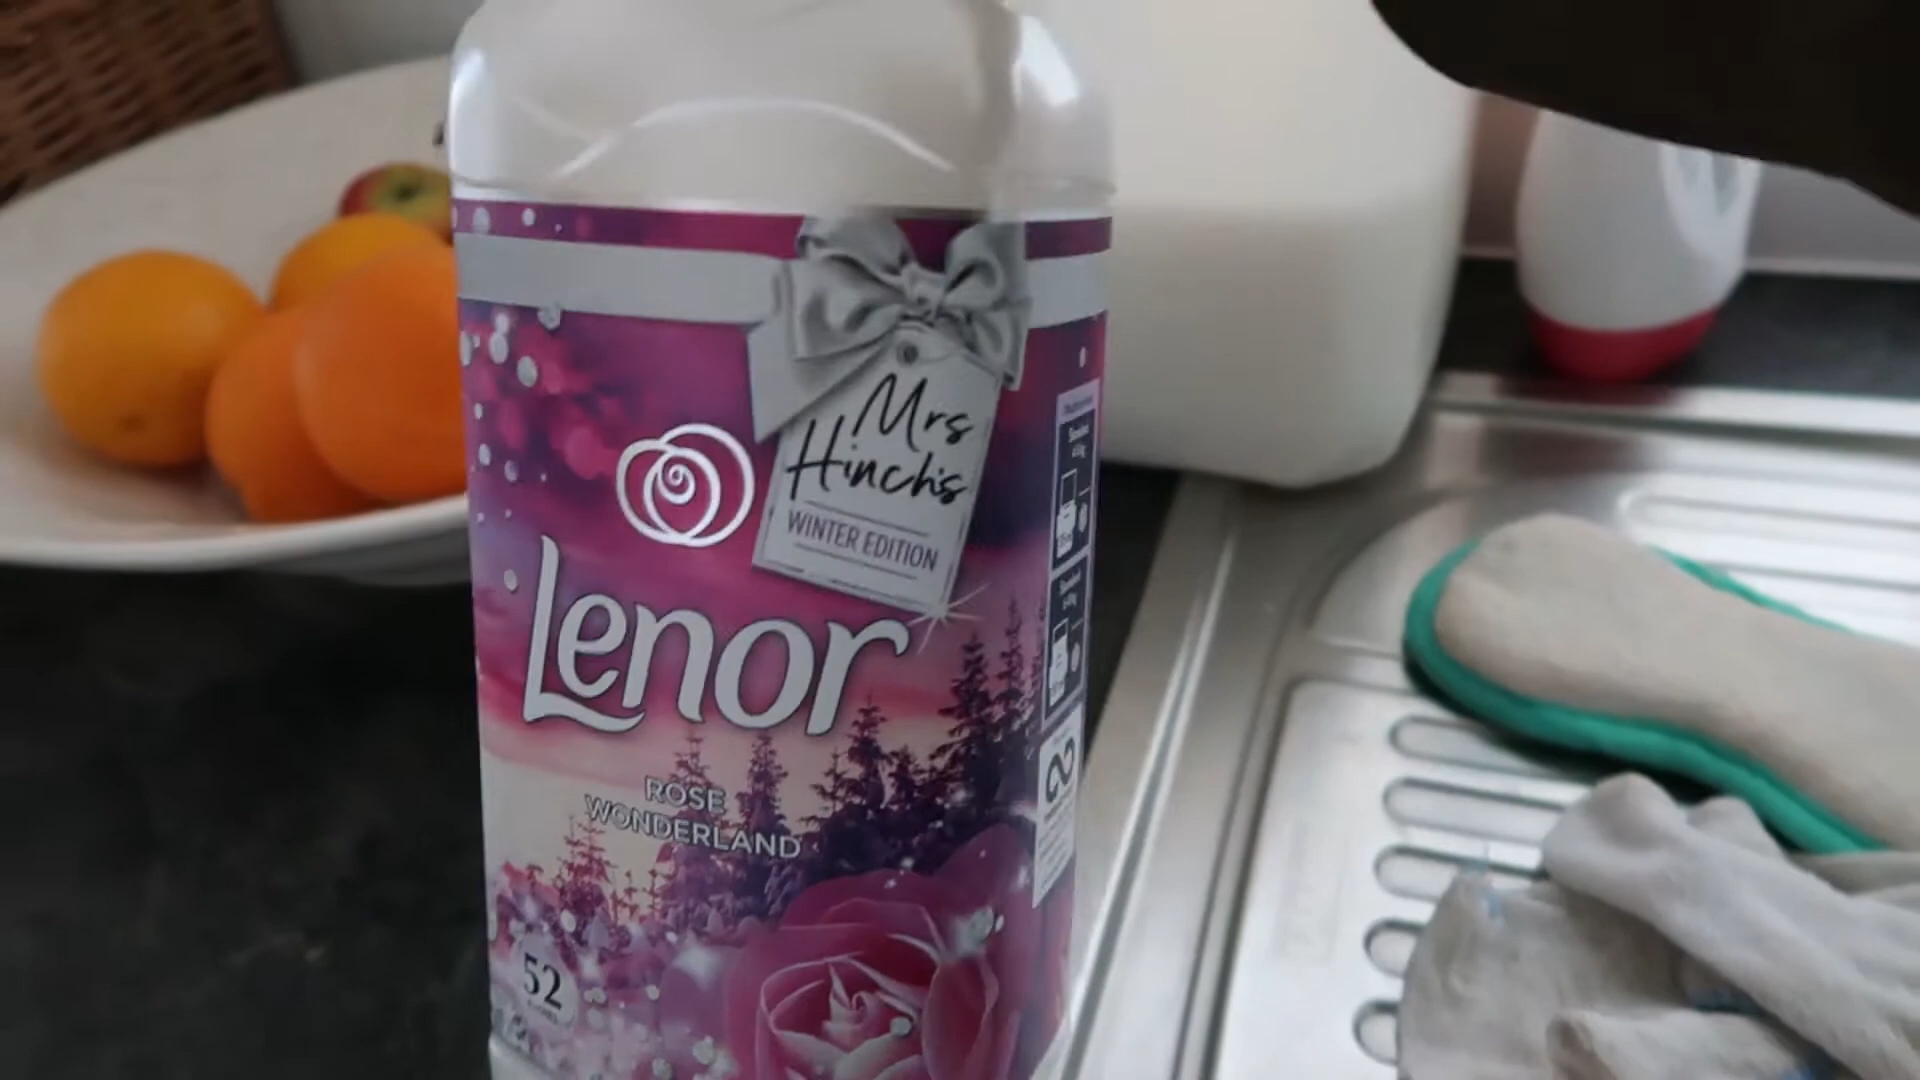 Mrs
Hinch's
WINTER EDITION
Lenor
ROSE
WONDERLAND
52